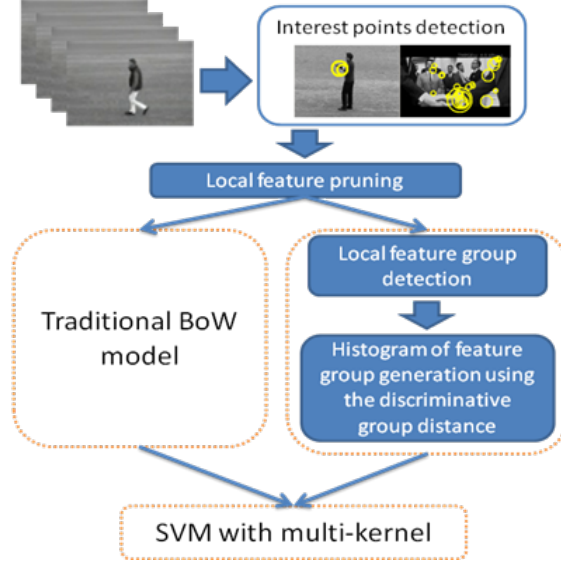 Interest points detection
Local feature pruning
Traditional BoW
model
Local feature group
detection
Histogram of feature
group generation using
the discriminative
group distance
SVM with multi-kernel